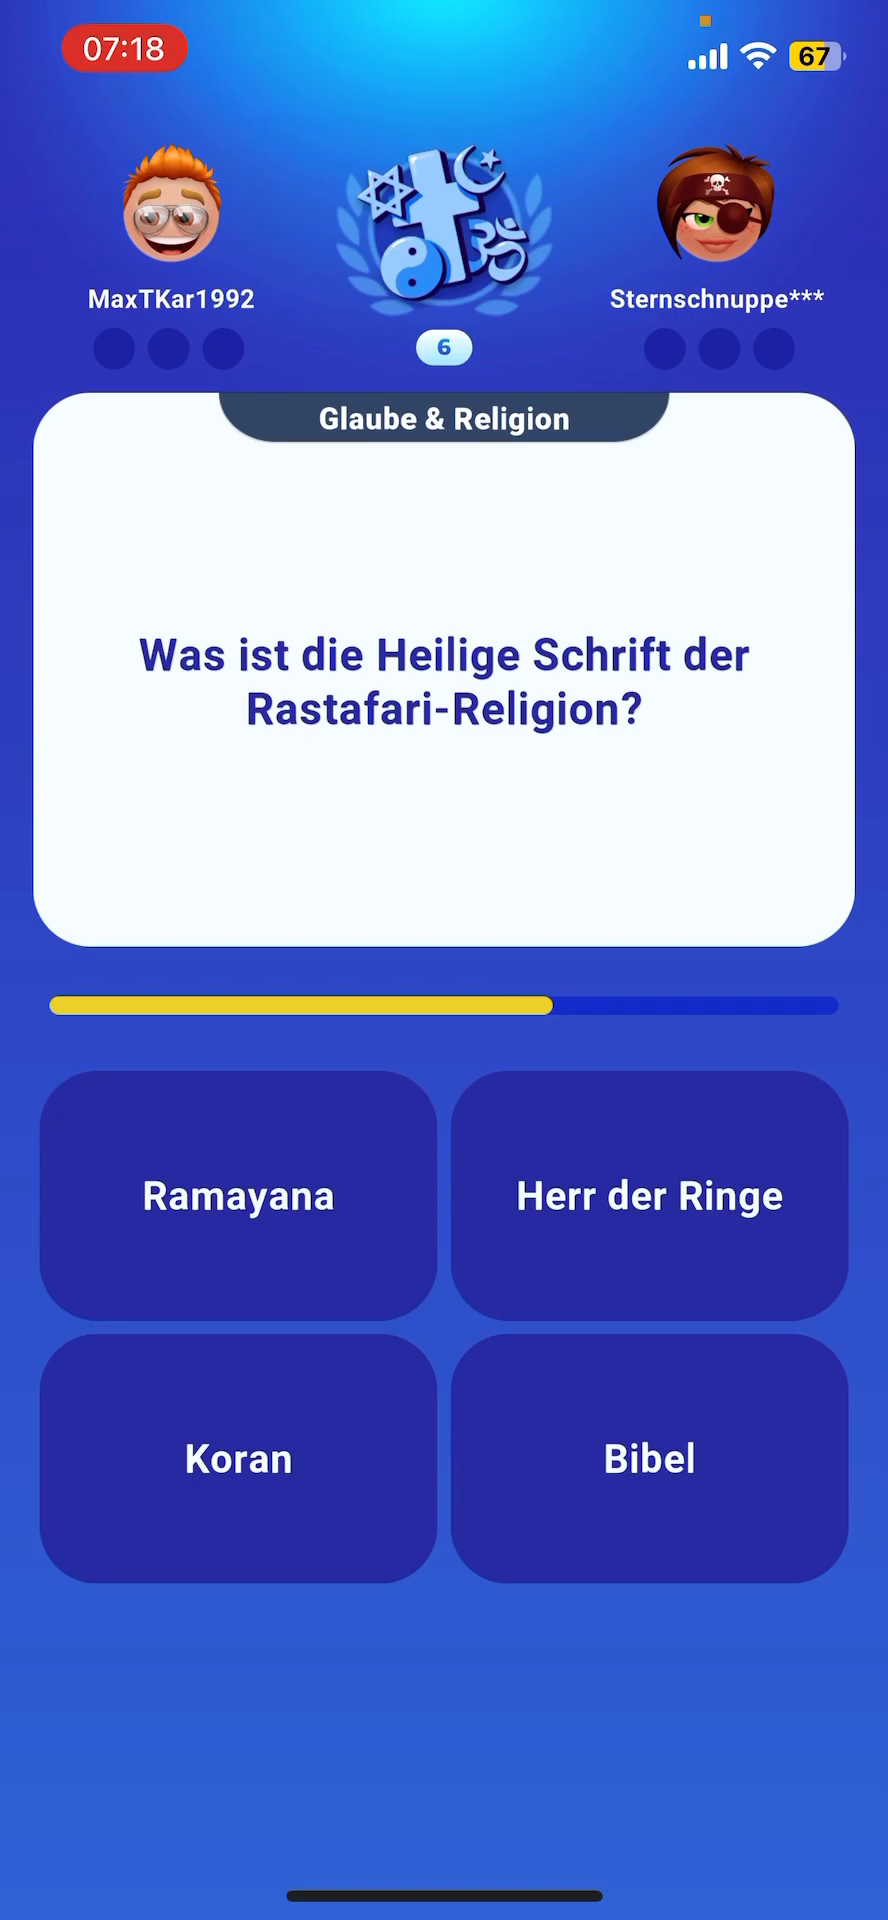 07:18
67
MaxTKar1992
Sternschnuppe***
6
Glaube & Religion
Was ist die Heilige Schrift der
Rastafari-Religion?
Ramayana
Herr der Ringe
Koran
Bibel